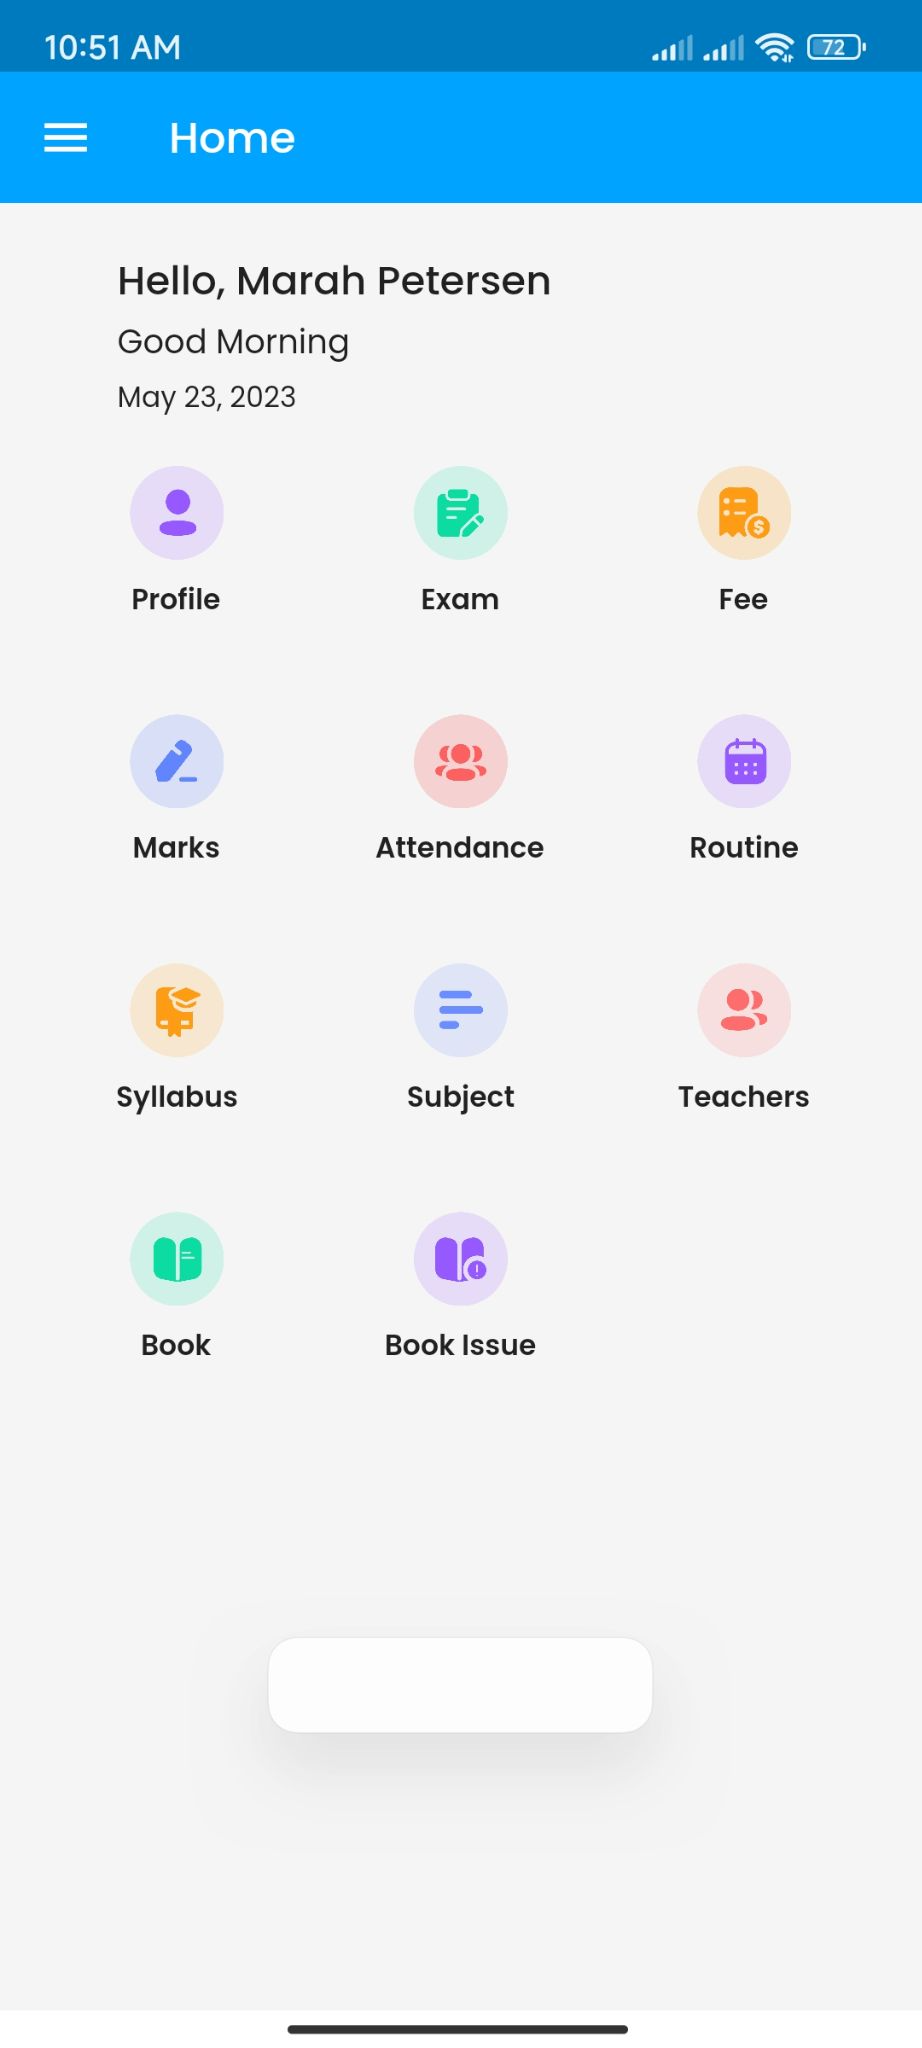 10:51 AM
72
Home
Hello, Marah Petersen
Good Morning
May 23, 2023
Profile
Exam
Fee
Marks
Attendance
Routine
Syllabus
Subject
Teachers
Book
Book Issue